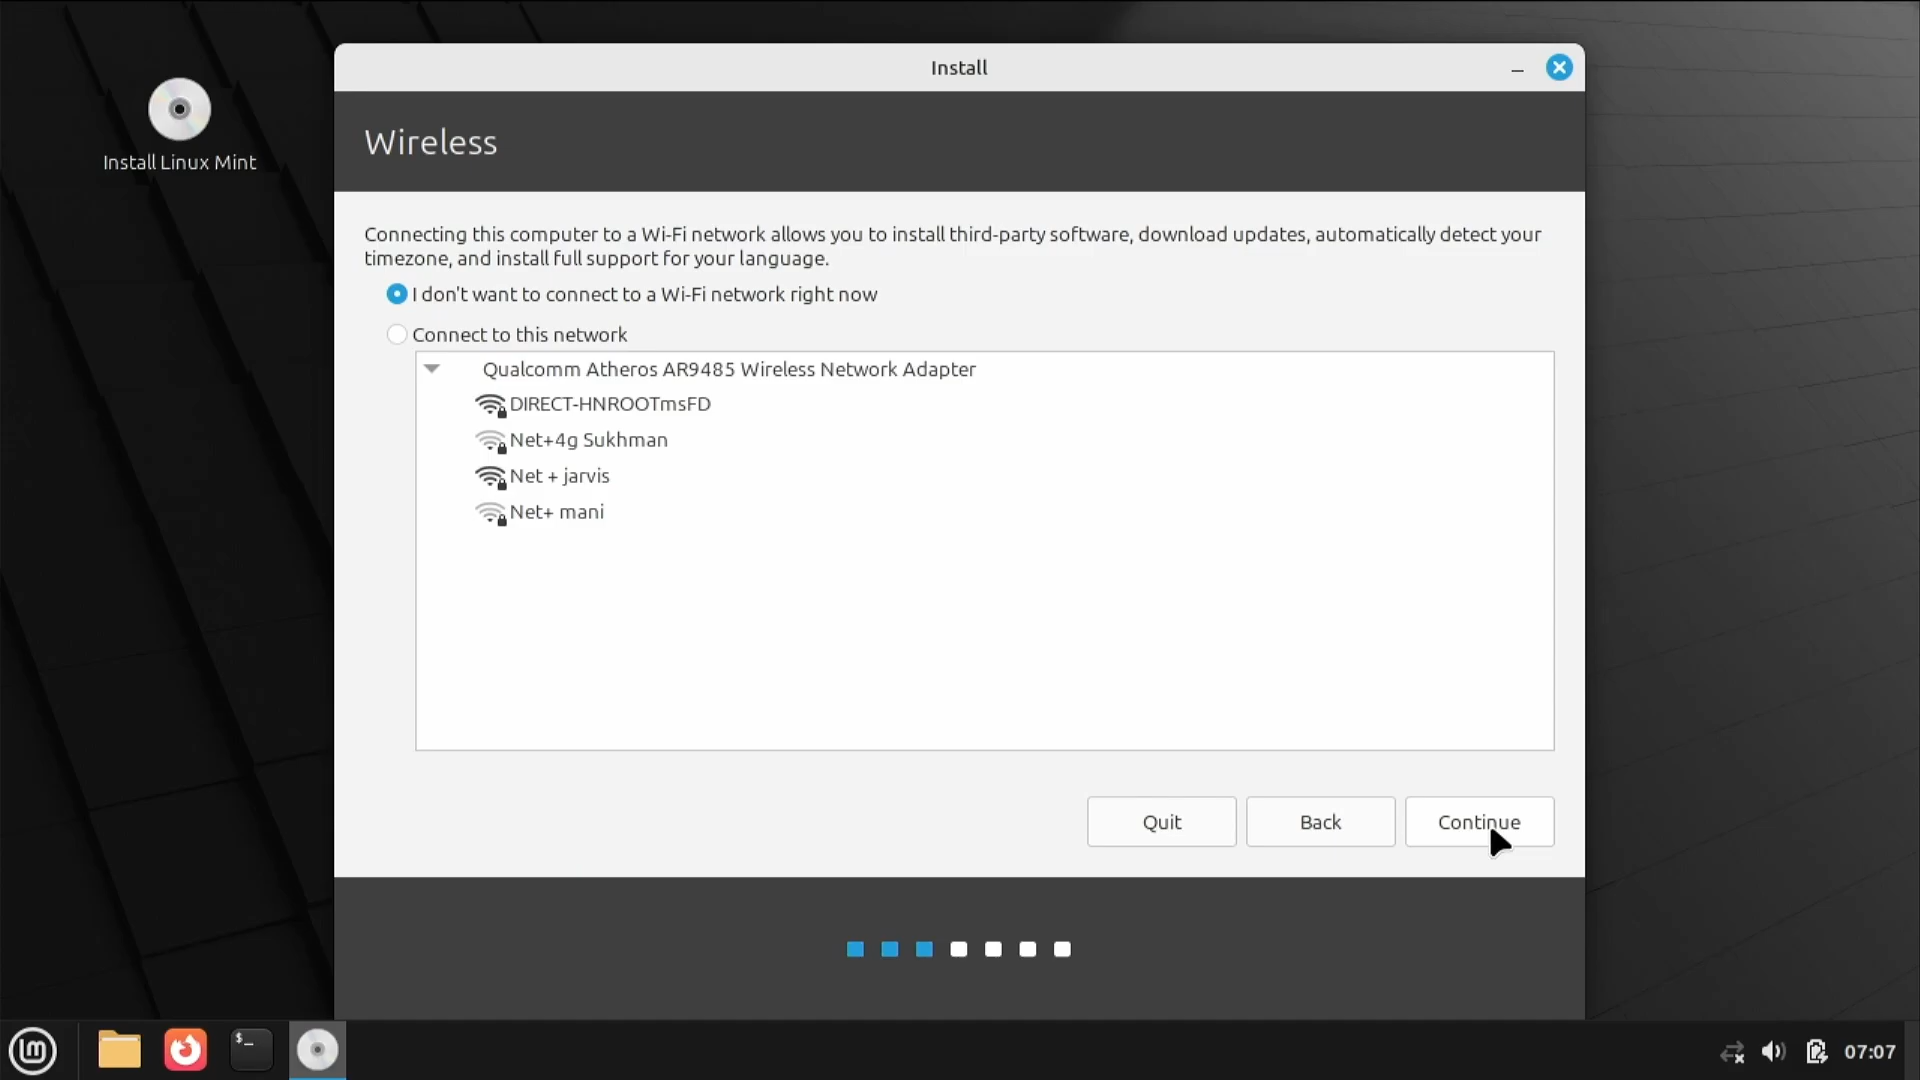 Install
Install Linux Mint
Wireless
Connecting this computer to a Wi-Fi network allows you to install third-party software, download updates, automatically detect your
timezone, and install full support for your language.
I don't want to connect to a Wi-Fi network right now
Connect to this network
Qualcomm Atheros AR9485 Wireless Network Adapter
DIRECT-HNROOTmsFD
Net+4g Sukhman
Net + jarvis
Net+ mani
Quit
Back
Continue
$_
07:07